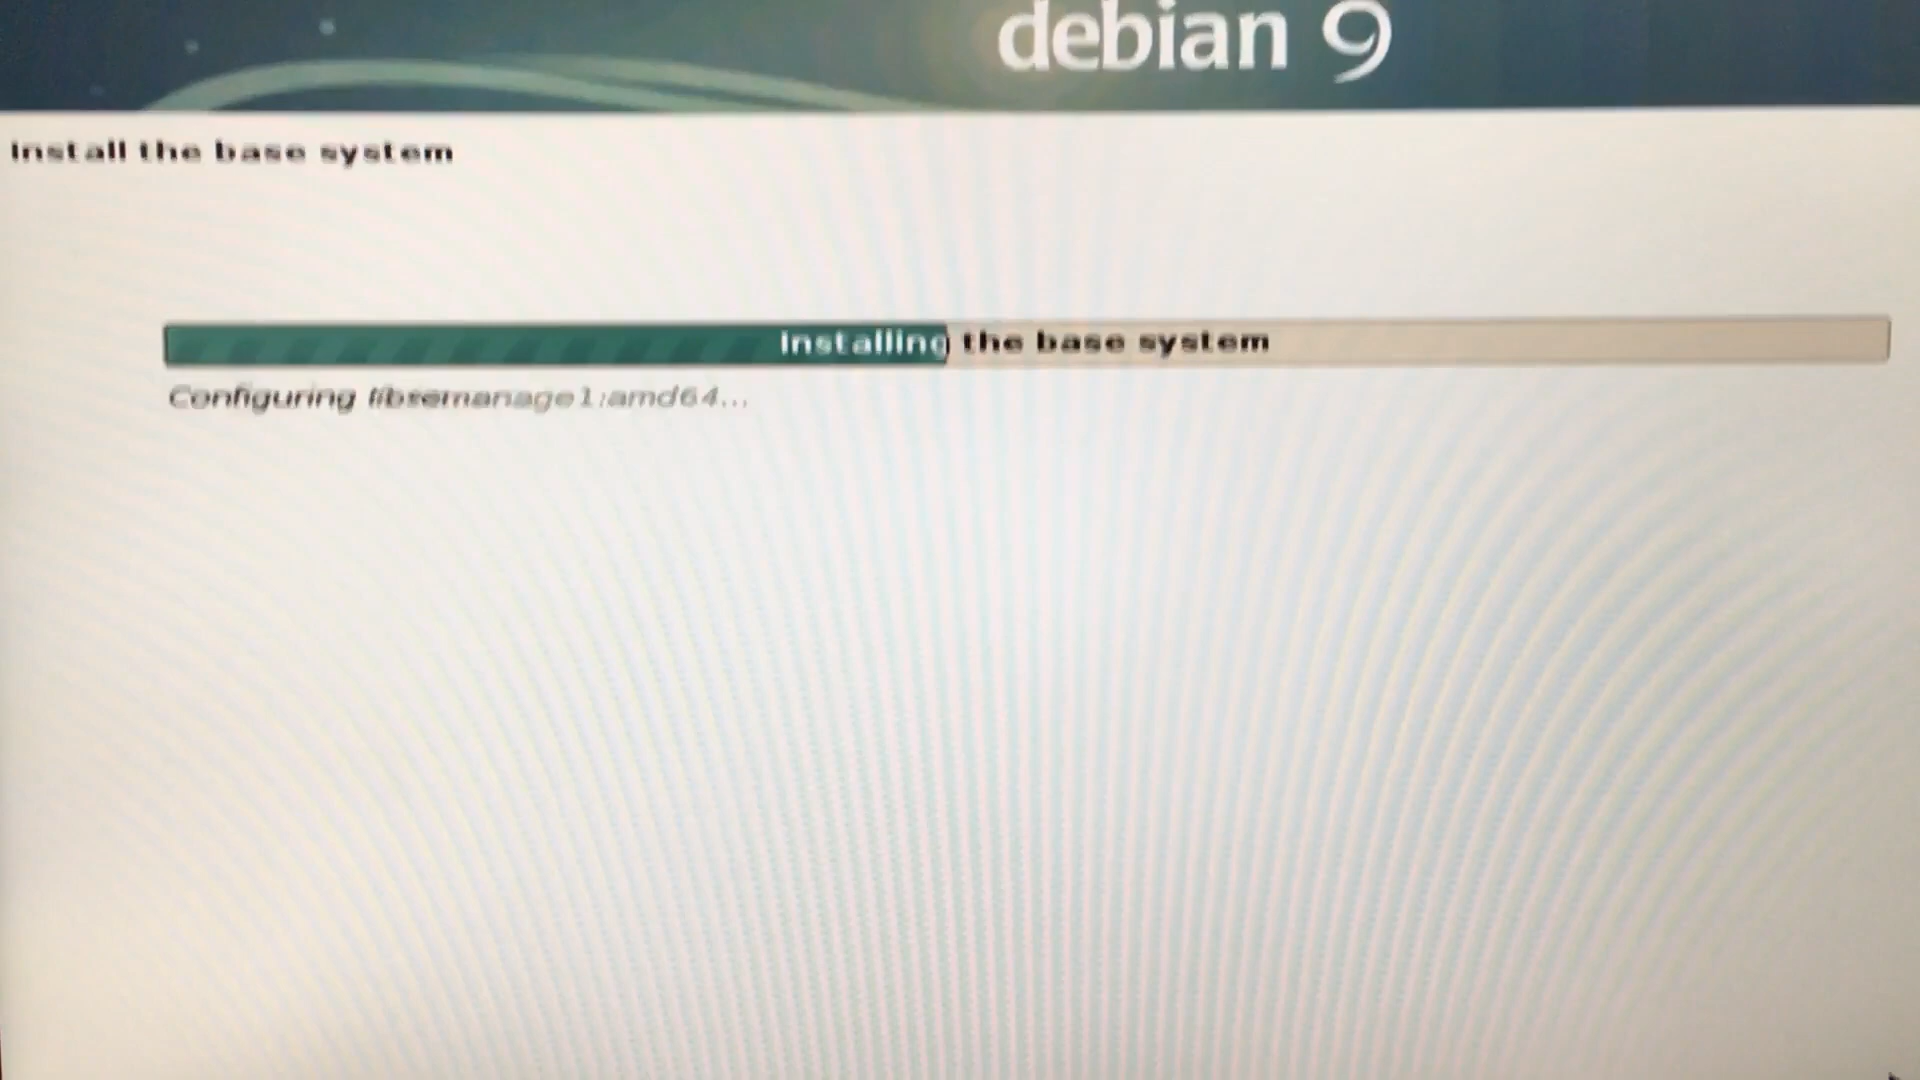 debian 9
Install the base system
Installing the base system
Configuring libsemanage1:amd64...